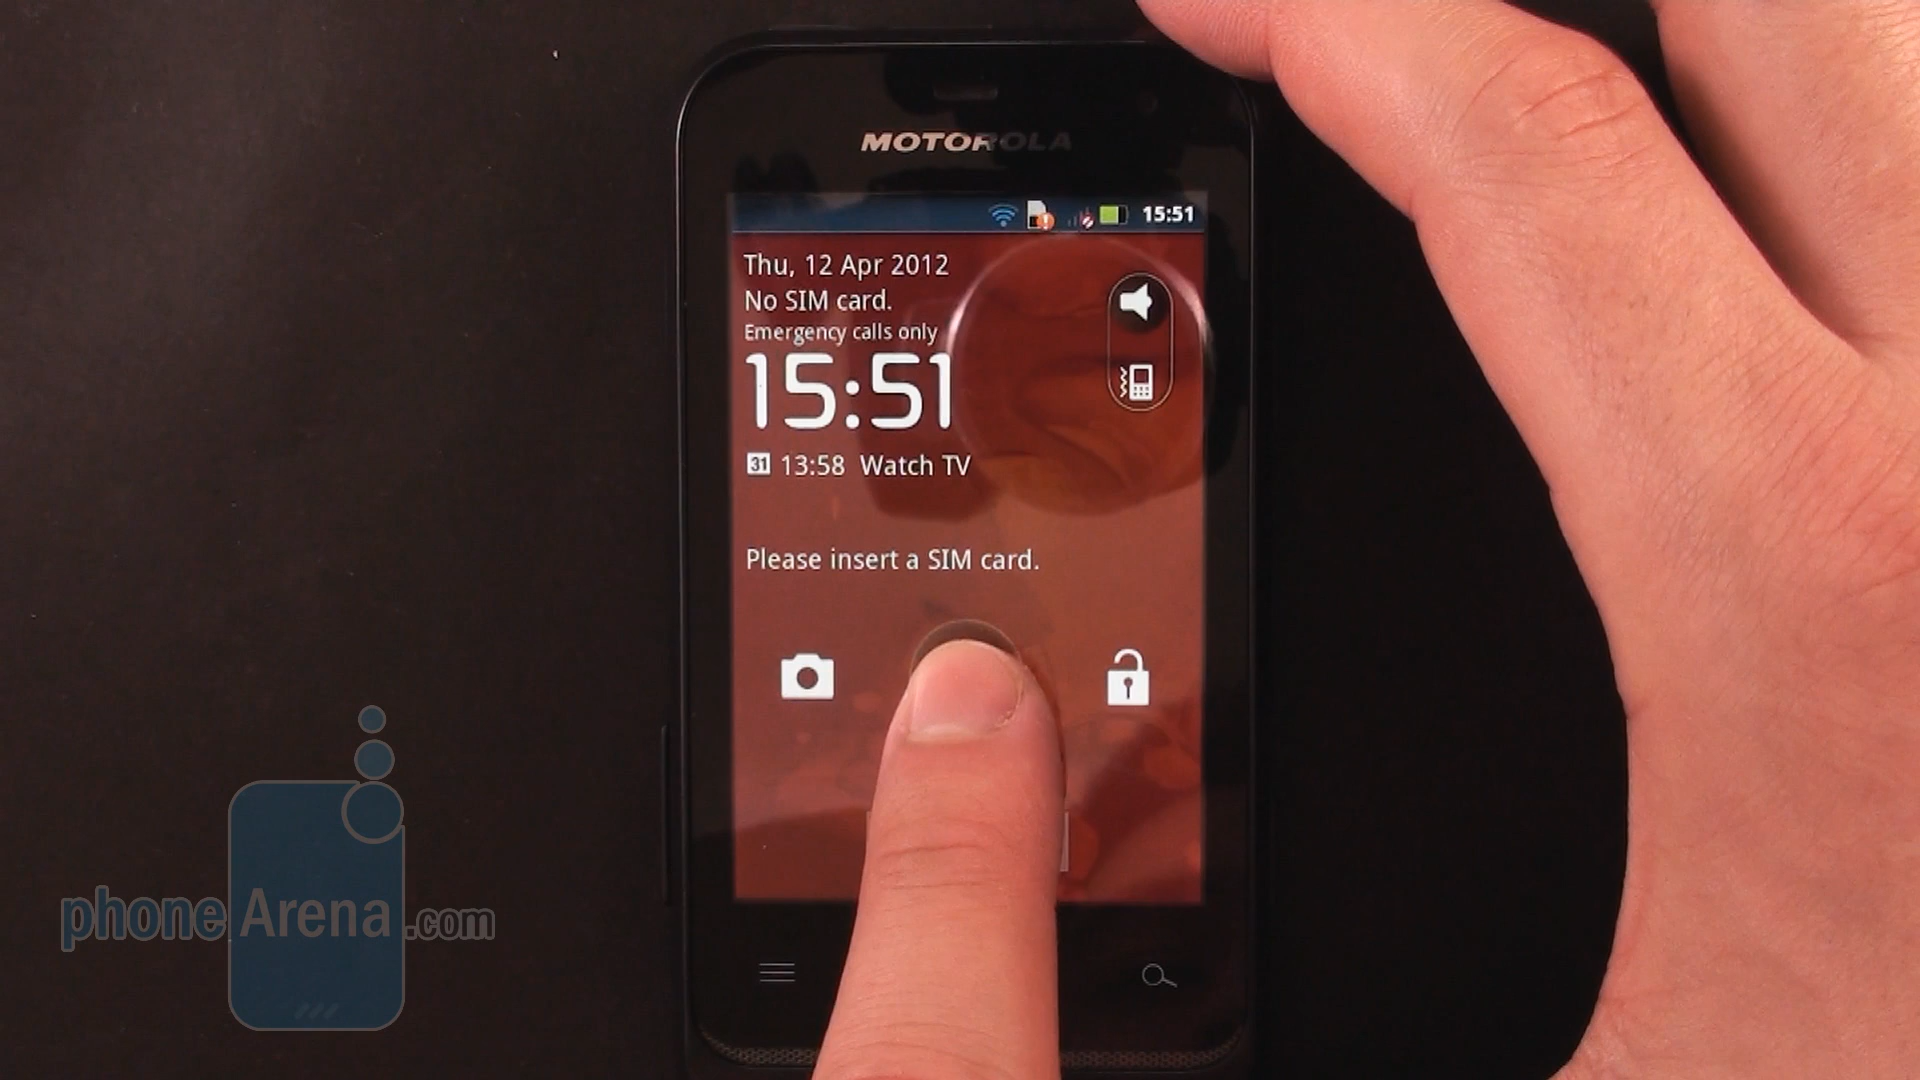 MOTOROLA
15:51
Thu, 12 Apr 2012
No SIM card.
Emergency calls only
15:51
31 13:58 Watch TV
Please insert a SIM card.
phoneArena.com